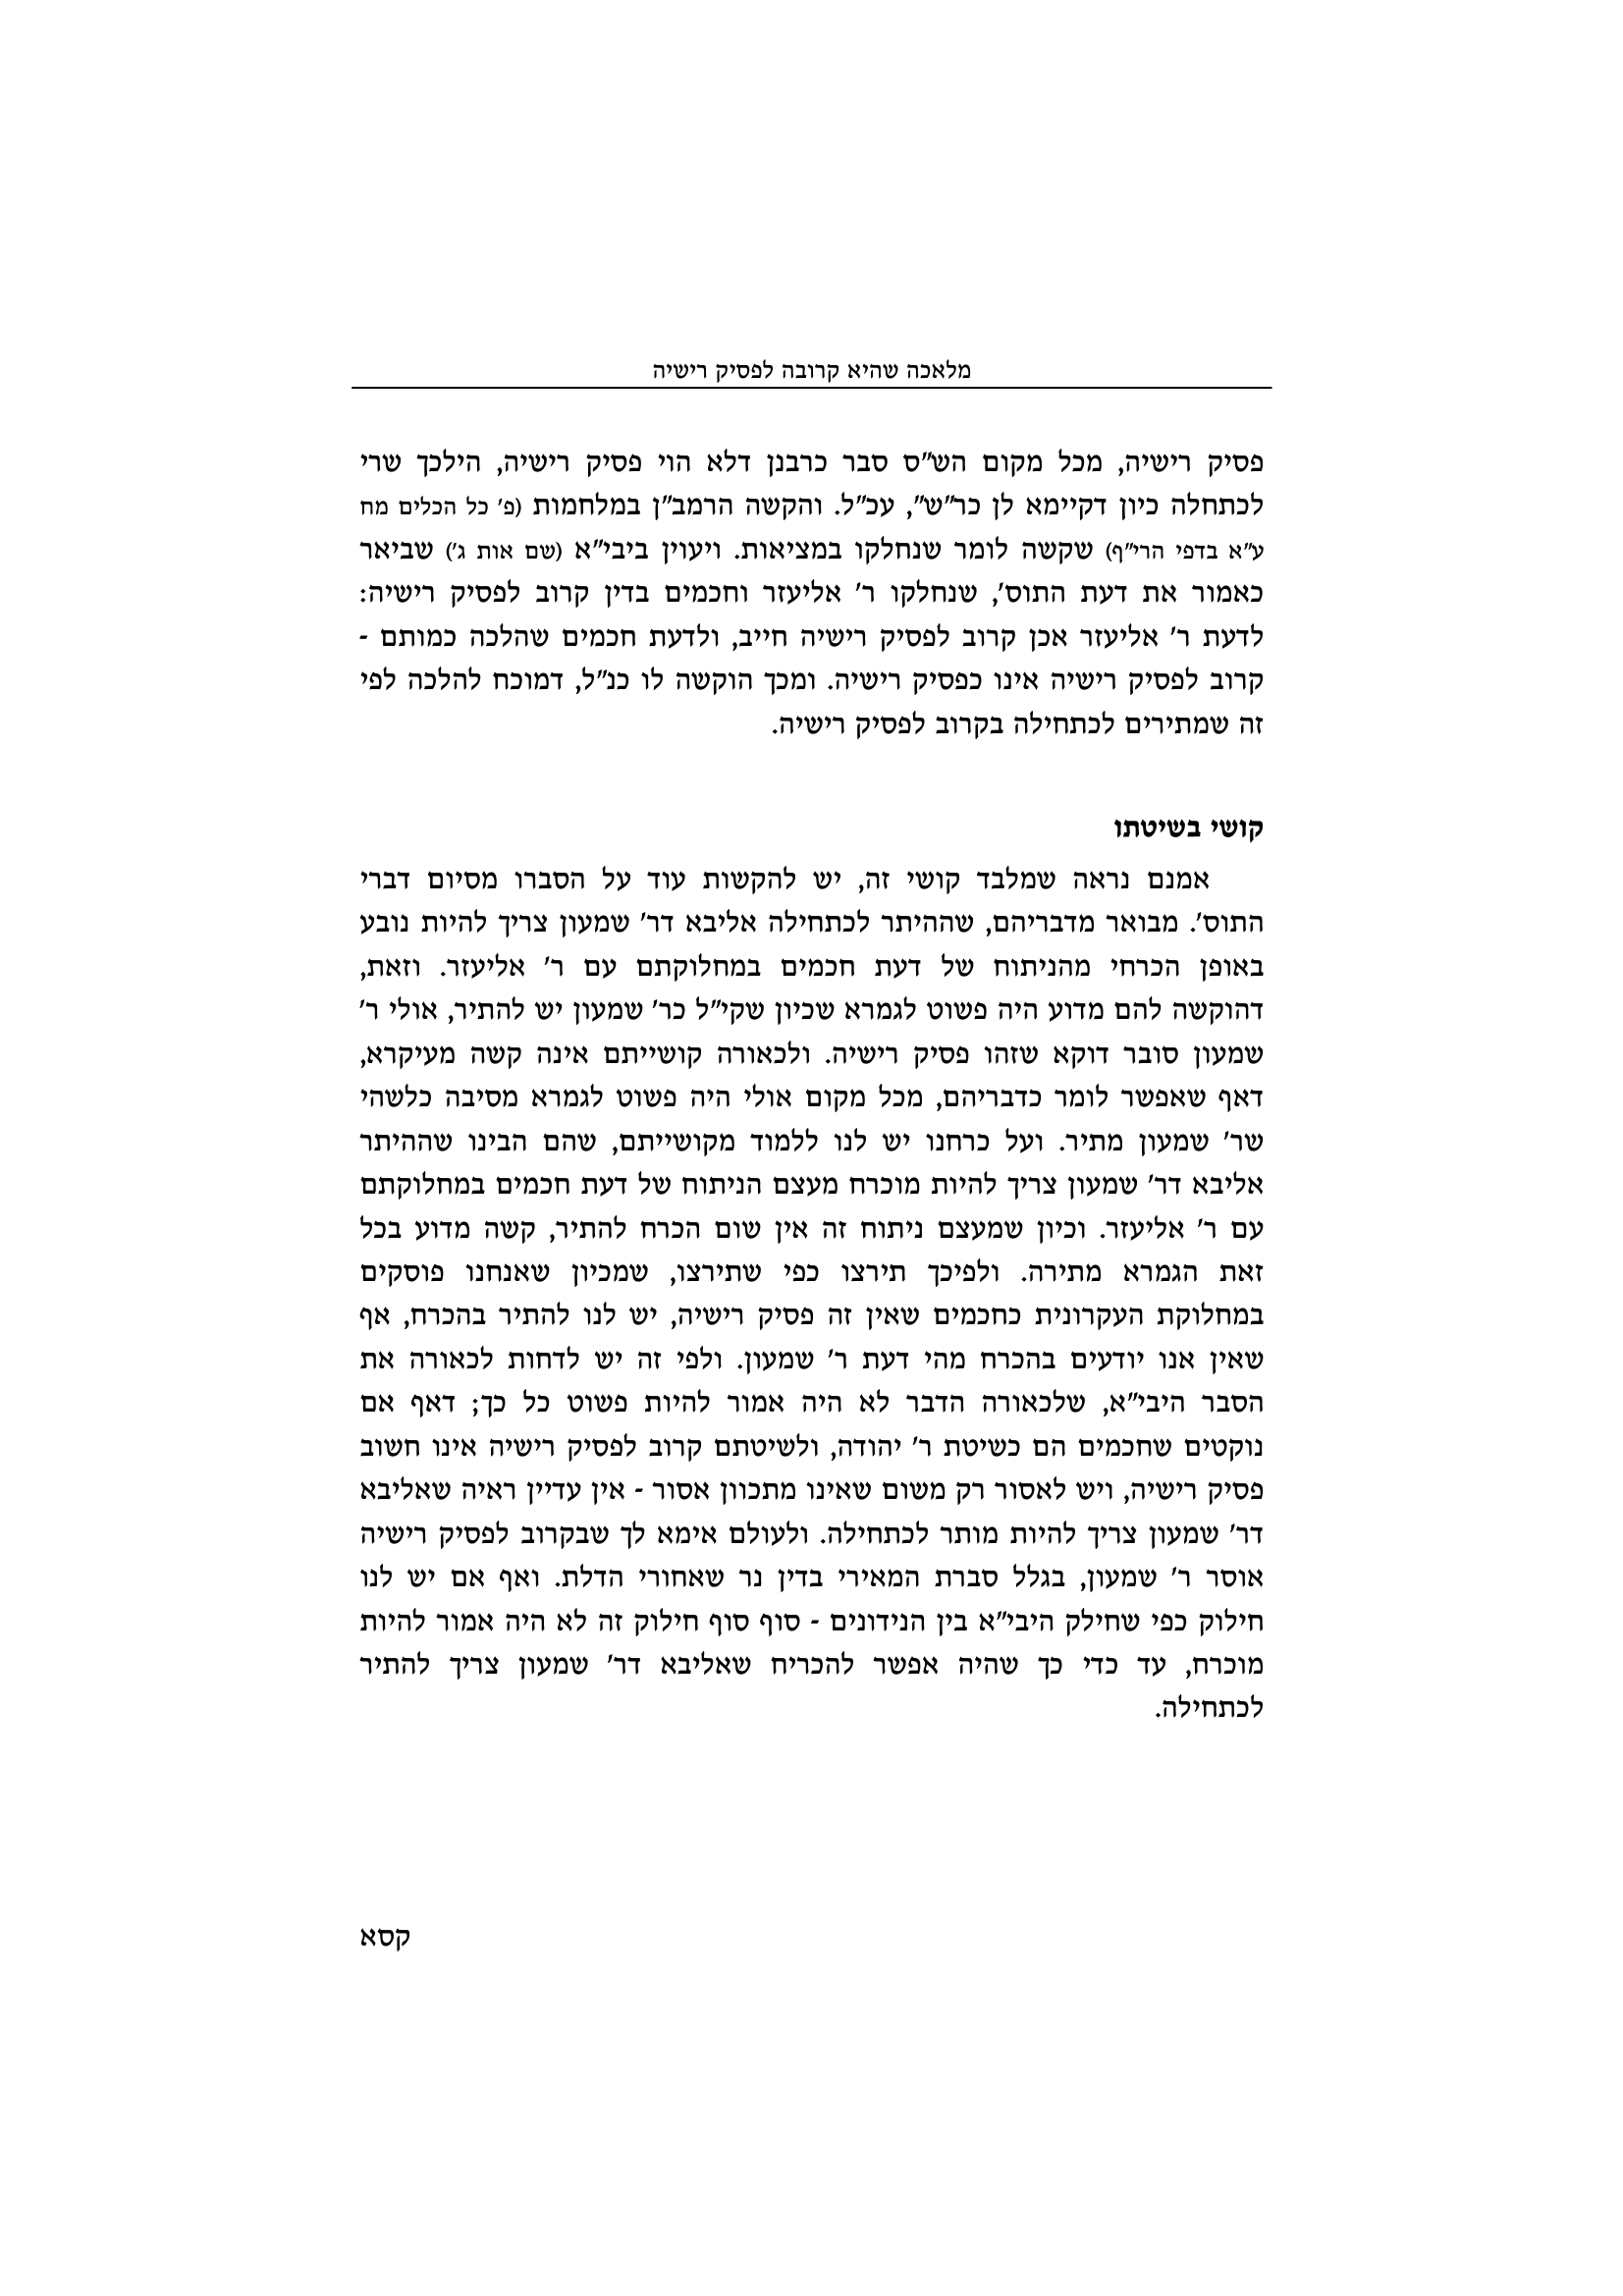 מלאכה שהיא קרובה לפסיק רישיה
פסיק רישיה, מכל מקום הש"ס סבר כרבנן דלא הוי פסיק רישיה, הילכך שרי
לכתחלה כיון דקיימא לן כר"ש", עכ"ל. והקשה הרמב"ן במלחמות (פ' כל הכלים מח
ע"א בדפי הרי"ף) שקשה לומר שנחלקו במציאות. ויעוין ביבי"א (שם אות ג') שביאר
כאמור את דעת התוס', שנחלקו ר' אליעזר וחכמים בדין קרוב לפסיק רישיה:
לדעת ר' אליעזר אכן קרוב לפסיק רישיה חייב, ולדעת חכמים שהלכה כמותם -
קרוב לפסיק רישיה אינו כפסיק רישיה. ומכך הוקשה לו כנ"ל, דמוכח להלכה לפי
זה שמתירים לכתחילה בקרוב לפסיק רישיה.
קושי בשיטתו
אמנם נראה שמלבד קושי זה, יש להקשות עוד על הסברו מסיום דברי
התוס'. מבואר מדבריהם, שההיתר לכתחילה אליבא דר' שמעון צריך להיות נובע
באופן הכרחי מהניתוח של דעת חכמים במחלוקתם עם ר' אליעזר. וזאת,
דהוקשה להם מדוע היה פשוט לגמרא שכיון שקי"ל כר' שמעון יש להתיר, אולי ר'
שמעון סובר דוקא שזהו פסיק רישיה. ולכאורה קושייתם אינה קשה מעיקרא,
דאף שאפשר לומר כדבריהם, מכל מקום אולי היה פשוט לגמרא מסיבה כלשהי
שר' שמעון מתיר. ועל כרחנו יש לנו ללמוד מקושייתם, שהם הבינו שההיתר
אליבא דר' שמעון צריך להיות מוכרח מעצם הניתוח של דעת חכמים במחלוקתם
עם ר' אליעזר. וכיון שמעצם ניתוח זה אין שום הכרח להתיר, קשה מדוע בכל
זאת הגמרא מתירה. ולפיכך תירצו כפי שתירצו, שמכיון שאנחנו פוסקים
במחלוקת העקרונית כחכמים שאין זה פסיק רישיה, יש לנו להתיר בהכרח, אף
שאין אנו יודעים בהכרח מהי דעת ר' שמעון. ולפי זה יש לדחות לכאורה את
הסבר היבי"א, שלכאורה הדבר לא היה אמור להיות פשוט כל כך; דאף אם
נוקטים שחכמים הם כשיטת ר' יהודה, ולשיטתם קרוב לפסיק רישיה אינו חשוב
פסיק רישיה, ויש לאסור רק משום שאינו מתכוון אסור - אין עדיין ראיה שאליבא
דר' שמעון צריך להיות מותר לכתחילה. ולעולם אימא לך שבקרוב לפסיק רישיה
אוסר ר' שמעון, בגלל סברת המאירי בדין נר שאחורי הדלת. ואף אם יש לנו
חילוק כפי שחילק היבי"א בין הנידונים - סוף סוף חילוק זה לא היה אמור להיות
מוכרח, עד כדי כך שהיה אפשר להכריח שאליבא דר' שמעון צריך להתיר
לכתחילה.
קסא